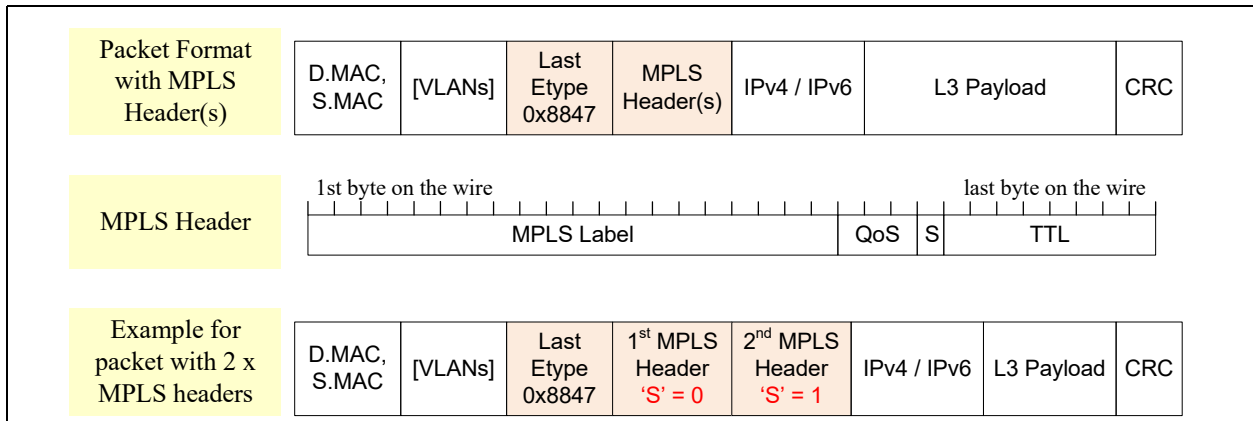 Packet Format
with MPLS
Header(s)
D.MAC,
S.MAC
[VLANs]
Last
Etype
0x8847
MPLS
Header(s)
IPv4 / IPv6
L3 Payload
CRC
MPLS Header
1st byte on the wire
last byte on the wire
MPLS Label
QoS
S
TTL
Example for
packet with 2 x
MPLS headers
D.MAC,
S.MAC
[VLANs]
Last
Etype
0x8847
1st MPLS
Header
‘S’ = 0
2nd MPLS
Header
‘S’ = 1
IPv4 / IPv6
L3 Payload
CRC